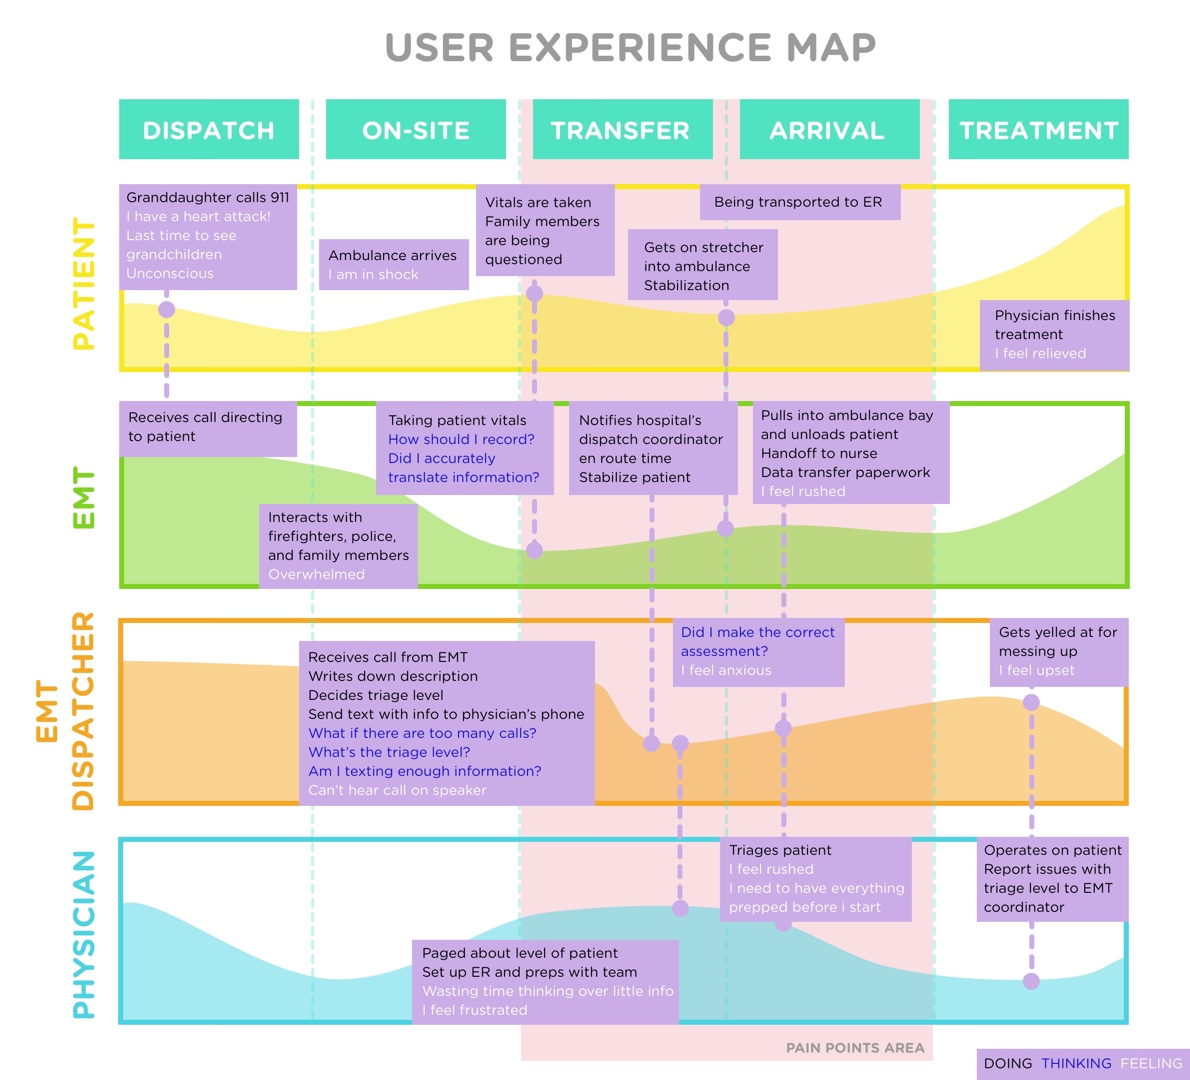 USER EXPERIENCE MAP
DISPATCH
ON-SITE
TRANSFER
ARRIVAL
TREATMENT
PATIENT
Granddaughter calls 911
I have a heart attack!
Last time to see
grandchildren
Unconscious
Ambulance arrives
I am in shock
Vitals are taken
Family members
are being
questioned
Being transported to ER
Gets on stretcher
into ambulance
Stabilization
Physician finishes
treatment
I feel relieved
EMT
Receives call directing
to patient
Interacts with
firefighters, police,
and family members
Overwhelmed
Taking patient vitals
How should I record?
Did I accurately
translate information?
Notifies hospital's
dispatch coordinator
en route time
Stabilize patient
Pulls into ambulance bay
and unloads patient
Handoff to nurse
Data transfer paperwork
I feel rushed
EMT
DISPATCHER
Receives call from EMT
Writes down description
Decides triage level
Send text with info to physician's phone
What if there are too many calls?
What's the triage level?
Am I texting enough information?
Can't hear call on speaker
Did I make the correct
assessment?
I feel anxious
Gets yelled at for
messing up
I feel upset
PHYSICIAN
Paged about level of patient
Set up ER and preps with team
Wasting time thinking over little info
I feel frustrated
Triages patient
I feel rushed
I need to have everything
prepped before i start
Operates on patient
Report issues with
triage level to EMT
coordinator
PAIN POINTS AREA
DOING THINKING FEELING